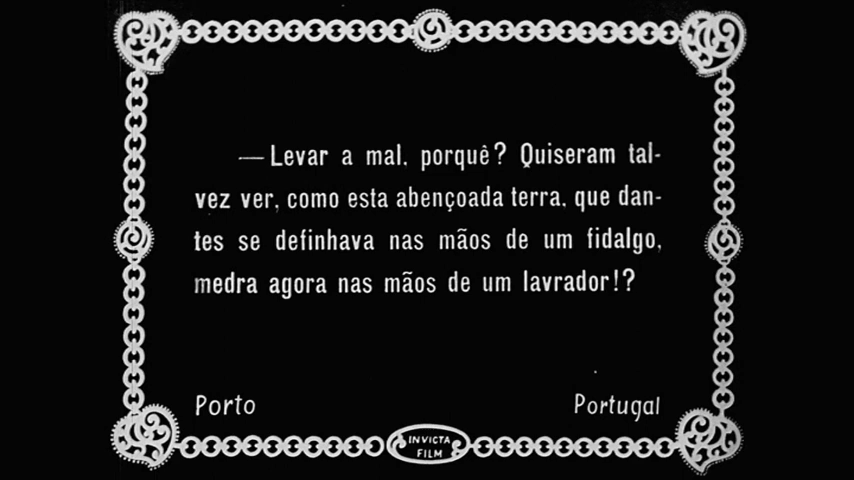 —Levar a mal, porquê? Quiseram tal-
vez ver, como esta abençoada terra, que dan-
tes se definhava nas mãos de um fidalgo,
medra agora nas mãos de um lavrador!?
Porto
Portugal
INVICTA
FILM